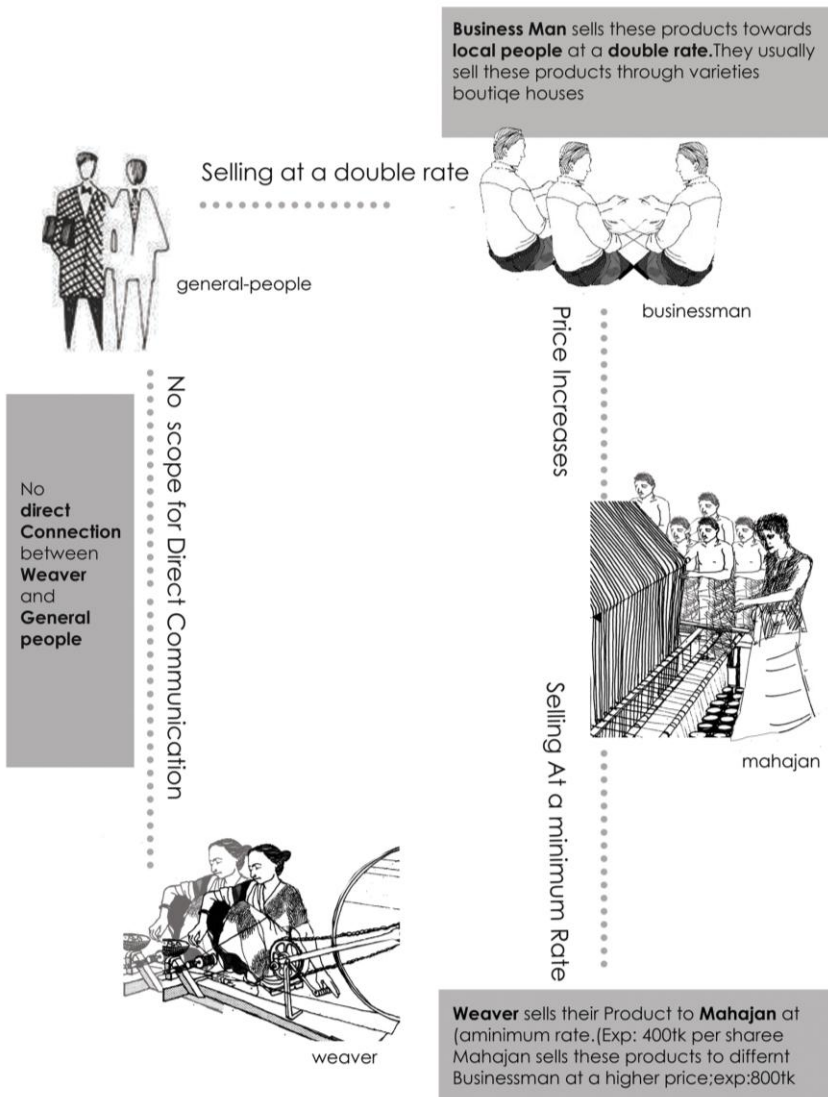 Business Man sells these products towards
local people at a double rate.They usually
sell these products through varieties
boutiqe houses
Selling at a double rate
general-people
businessman
Price Increases
No scope for Direct Communication
No
direct
Connection
between
Weaver
and
General
people
mahajan
Selling At a minimum Rate
weaver
Weaver sells their Product to Mahajan at
(aminimum rate.(Exp: 400tk per sharee
Mahajan sells these products to differnt
Businessman at a higher price;exp:800tk